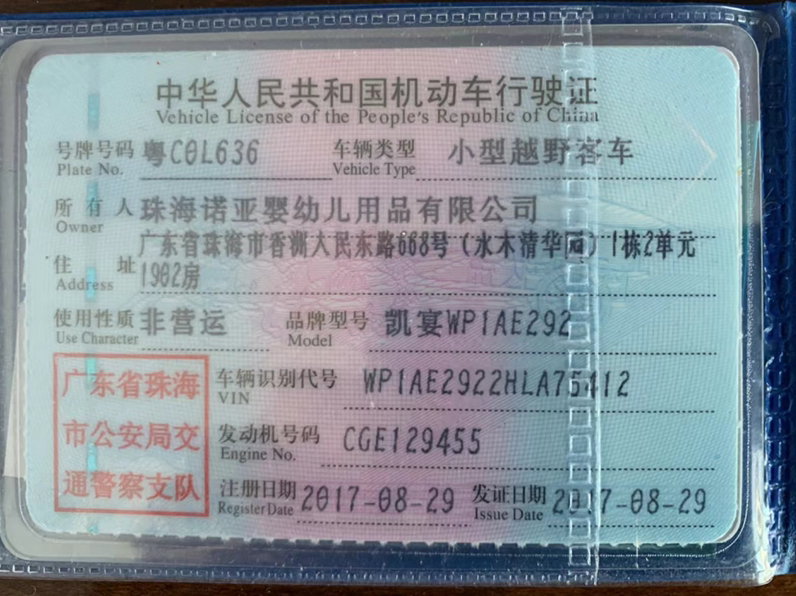 中华人民共和国机动车行驶证
Vehicle License of the People's Republic of China
号牌号码 粤C0L636 车辆类型 小型越野客车
Plate No. Vehicle Type
所有人 珠海诺亚婴幼儿用品有限公司
Owner
广东省珠海市香洲人民东路668号（水木清华园）1栋2单元
住址 1902房
Address
使用性质 非营运 品牌型号 凯宴WP1AE292
Use Character Model
广东省珠海 车辆识别代号 WP1AE2922HLA75412
VIN
市公安局交 发动机号码 CGE129455
Engine No.
通警察支队 注册日期 2017-08-29 发证日期 2017-08-29
Register Date Issue Date